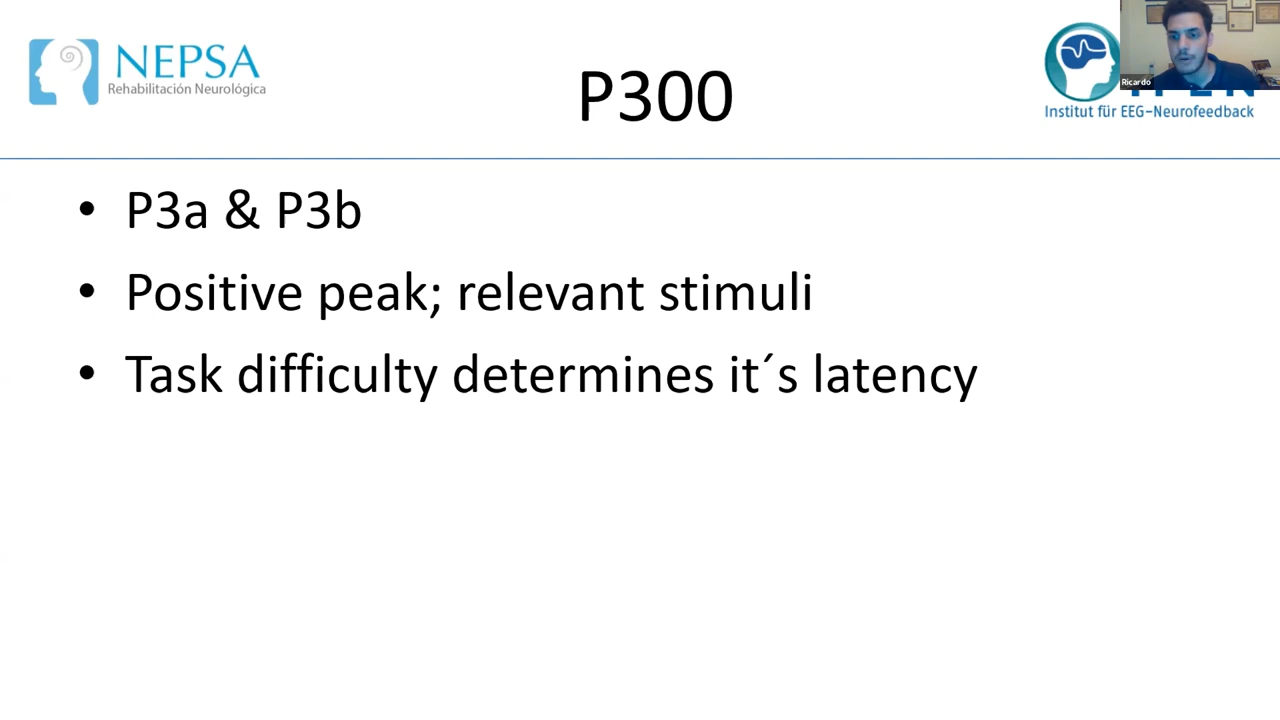 NEPSA
Rehabilitación Neurológica
P300
Ricardo
Institut für EEG-Neurofeedback
• P3a & P3b
• Positive peak; relevant stimuli
• Task difficulty determines it´s latency